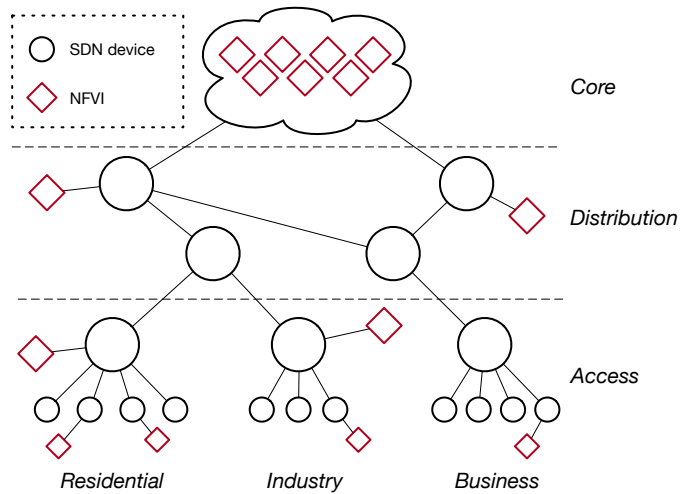 SDN device
NFVI
Core
Distribution
Access
Residential
Industry
Business